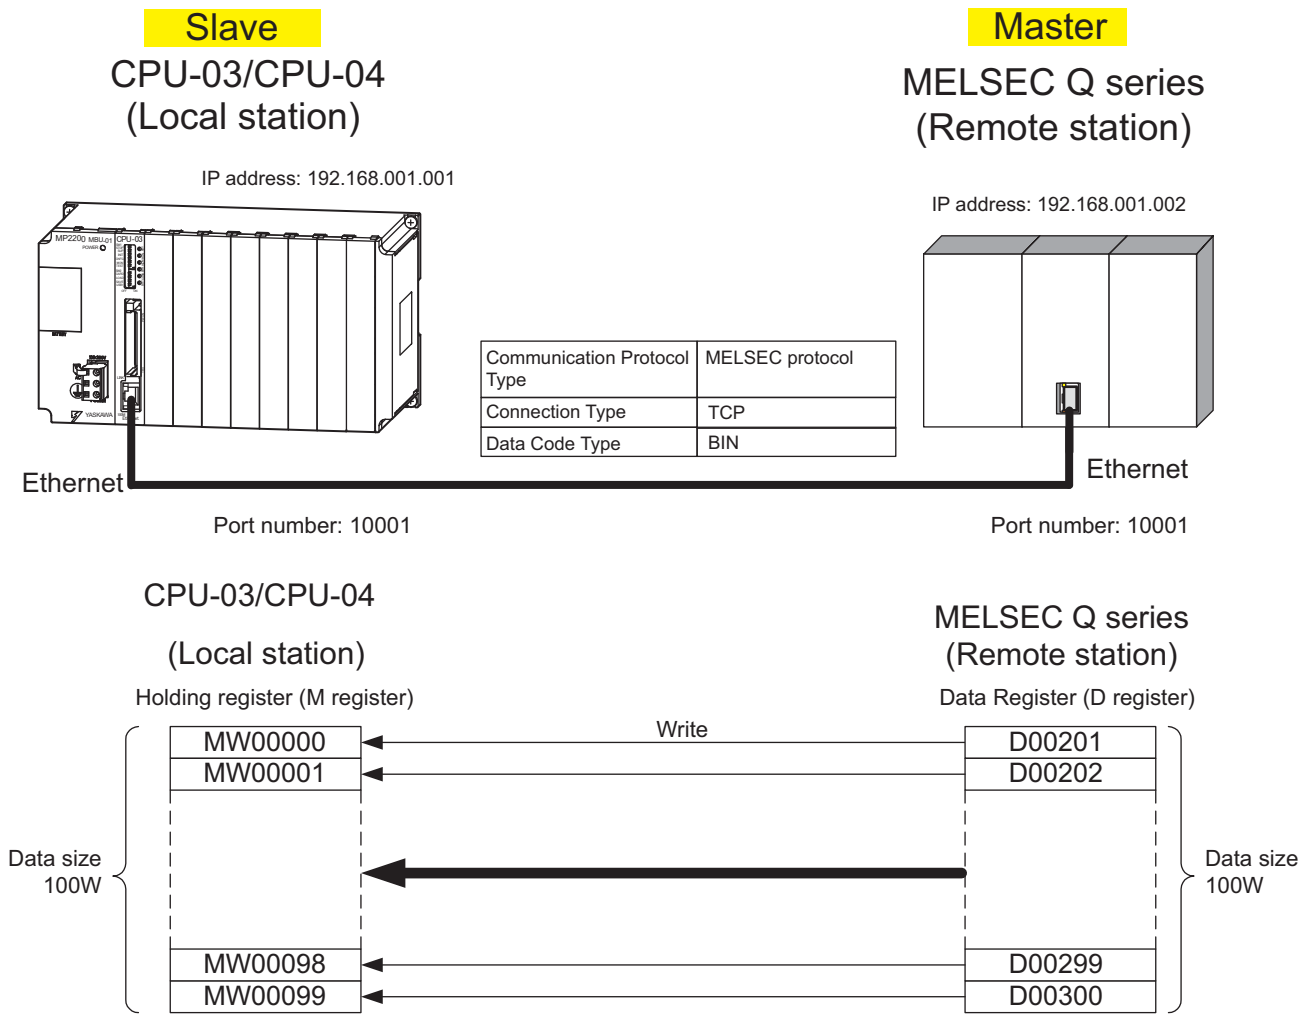 Slave
CPU-03/CPU-04
(Local station)
IP address: 192.168.001.001
Master
MELSEC Q series
(Remote station)
IP address: 192.168.001.002
MP2200 MBU-01
POWER
CPU-03
YASKAWA
Communication Protocol Type
MELSEC protocol
Connection Type
TCP
Data Code Type
BIN
Ethernet
Ethernet
Port number: 10001
Port number: 10001
CPU-03/CPU-04
(Local station)
Holding register (M register)
MELSEC Q series
(Remote station)
Data Register (D register)
Write
MW00000
D00201
MW00001
D00202
Data size
100W
Data size
100W
MW00098
D00299
MW00099
D00300